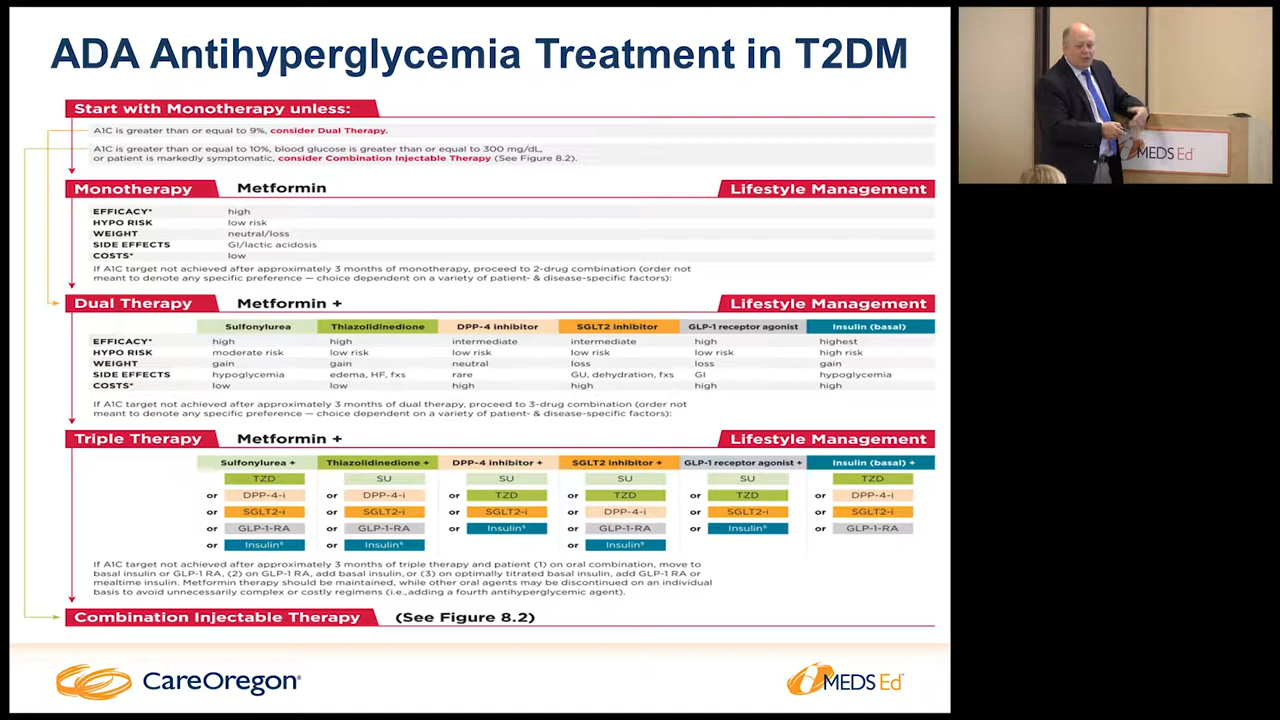 ADA Antihyperglycemia Treatment in T2DM
Start with Monotherapy unless:
A1C is greater than or equal to 9%, consider Dual Therapy.
A1C is greater than or equal to 10%, blood glucose is greater than or equal to 300 mg/dL,
or patient is markedly symptomatic, consider Combination Injectable Therapy (See Figure 8.2).
Monotherapy Metformin Lifestyle Management
EFFICACY* high
HYPO RISK low risk
WEIGHT neutral/loss
SIDE EFFECTS GI/lactic acidosis
COSTS* low
If A1C target not achieved after approximately 3 months of monotherapy, proceed to 2-drug combination (order not
meant to denote any specific preference — choice dependent on a variety of patient- & disease-specific factors):
Dual Therapy Metformin + Lifestyle Management
Sulfonylurea Thiazolidinedione DPP-4 inhibitor SGLT2 inhibitor GLP-1 receptor agonist Insulin (basal)
EFFICACY* high high intermediate intermediate high highest
HYPO RISK moderate risk low risk low risk low risk low risk high risk
WEIGHT gain gain neutral loss loss gain
SIDE EFFECTS hypoglycemia edema, HF, fxs rare GU, dehydration, fxs GI hypoglycemia
COSTS* low low high high high high
If A1C target not achieved after approximately 3 months of dual therapy, proceed to 3-drug combination (order not
meant to denote any specific preference — choice dependent on a variety of patient- & disease-specific factors):
Triple Therapy Metformin + Lifestyle Management
Sulfonylurea + Thiazolidinedione + DPP-4 inhibitor + SGLT2 inhibitor + GLP-1 receptor agonist + Insulin (basal) +
TZD SU SU SU SU TZD
or DPP-4-i or DPP-4-i or TZD or TZD or TZD or DPP-4-i
or SGLT2-i or SGLT2-i or SGLT2-i or DPP-4-i or SGLT2-i or SGLT2-i
or GLP-1-RA or GLP-1-RA or Insulin§ or GLP-1-RA or Insulin§ or GLP-1-RA
or Insulin§ or Insulin§ or Insulin§
If A1C target not achieved after approximately 3 months of triple therapy and patient (1) on oral combination, move to
basal insulin or GLP-1 RA, (2) on GLP-1 RA, add basal insulin, or (3) on optimally titrated basal insulin, add GLP-1 RA or
mealtime insulin. Metformin therapy should be maintained, while other oral agents may be discontinued on an individual
basis to avoid unnecessarily complex or costly regimens (i.e., adding a fourth antihyperglycemic agent).
Combination Injectable Therapy (See Figure 8.2)
CareOregon®
MEDS Ed
MEDS Ed